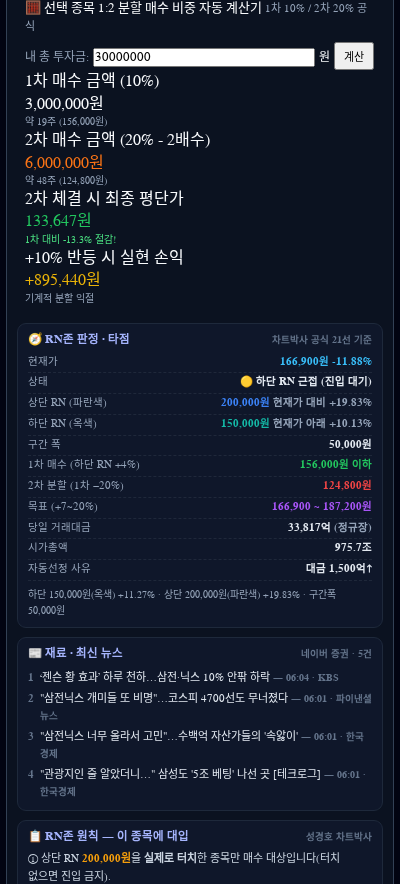 🧮 선택 종목 1:2 분할 매수 비중 자동 계산기 1차 10% / 2차 20% 공
식
내 총 투자금: 30000000 원 계산
1차 매수 금액 (10%)
3,000,000원
약 19주 (156,000원)
2차 매수 금액 (20% - 2배수)
6,000,000원
약 48주 (124,800원)
2차 체결 시 최종 평단가
133,647원
1차 대비 -13.3% 절감!
+10% 반등 시 실현 손익
+895,440원
기계적 분할 익절
🧭 RN존 판정 · 타점 차트박사 공식 21선 기준
현재가 166,900원 -11.88%
상태 🟡 하단 RN 근접 (진입 대기)
상단 RN (파란색) 200,000원 현재가 대비 +19.83%
하단 RN (옥색) 150,000원 현재가 아래 +10.13%
구간 폭 50,000원
1차 매수 (하단 RN +4%) 156,000원 이하
2차 분할 (1차 −20%) 124,800원
목표 (+7~20%) 166,900 ~ 187,200원
당일 거래대금 33,817억 (정규장)
시가총액 975.7조
자동선정 사유 대금 1,500억↑
하단 150,000원(옥색) +11.27% · 상단 200,000원(파란색) +19.83% · 구간폭
50,000원
📰 재료 · 최신 뉴스 네이버 증권 · 5건
1 ‘젠슨 황 효과’ 하루 천하…삼전·닉스 10% 안팎 하락 — 06:04 · KBS
2 "삼전닉스 개미들 또 비명"…코스피 4700선도 무너졌다 — 06:01 · 파이낸셜
뉴스
3 "삼전닉스 너무 올라서 고민"…수백억 자산가들의 '속앓이' — 06:01 · 한국
경제
4 "관광지인 줄 알았더니…" 삼성도 '5조 베팅' 나선 곳 [테크로그] — 06:01 ·
한국경제
📋 RN존 원칙 — 이 종목에 대입 성경호 차트박사
ⓘ 상단 RN 200,000원을 실제로 터치한 종목만 매수 대상입니다(터치
없으면 진입 금지).